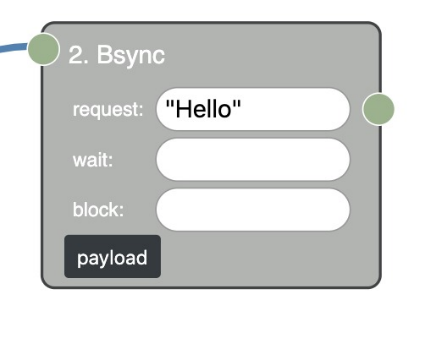 2. Bsync
request: "Hello"
wait:
block:
payload